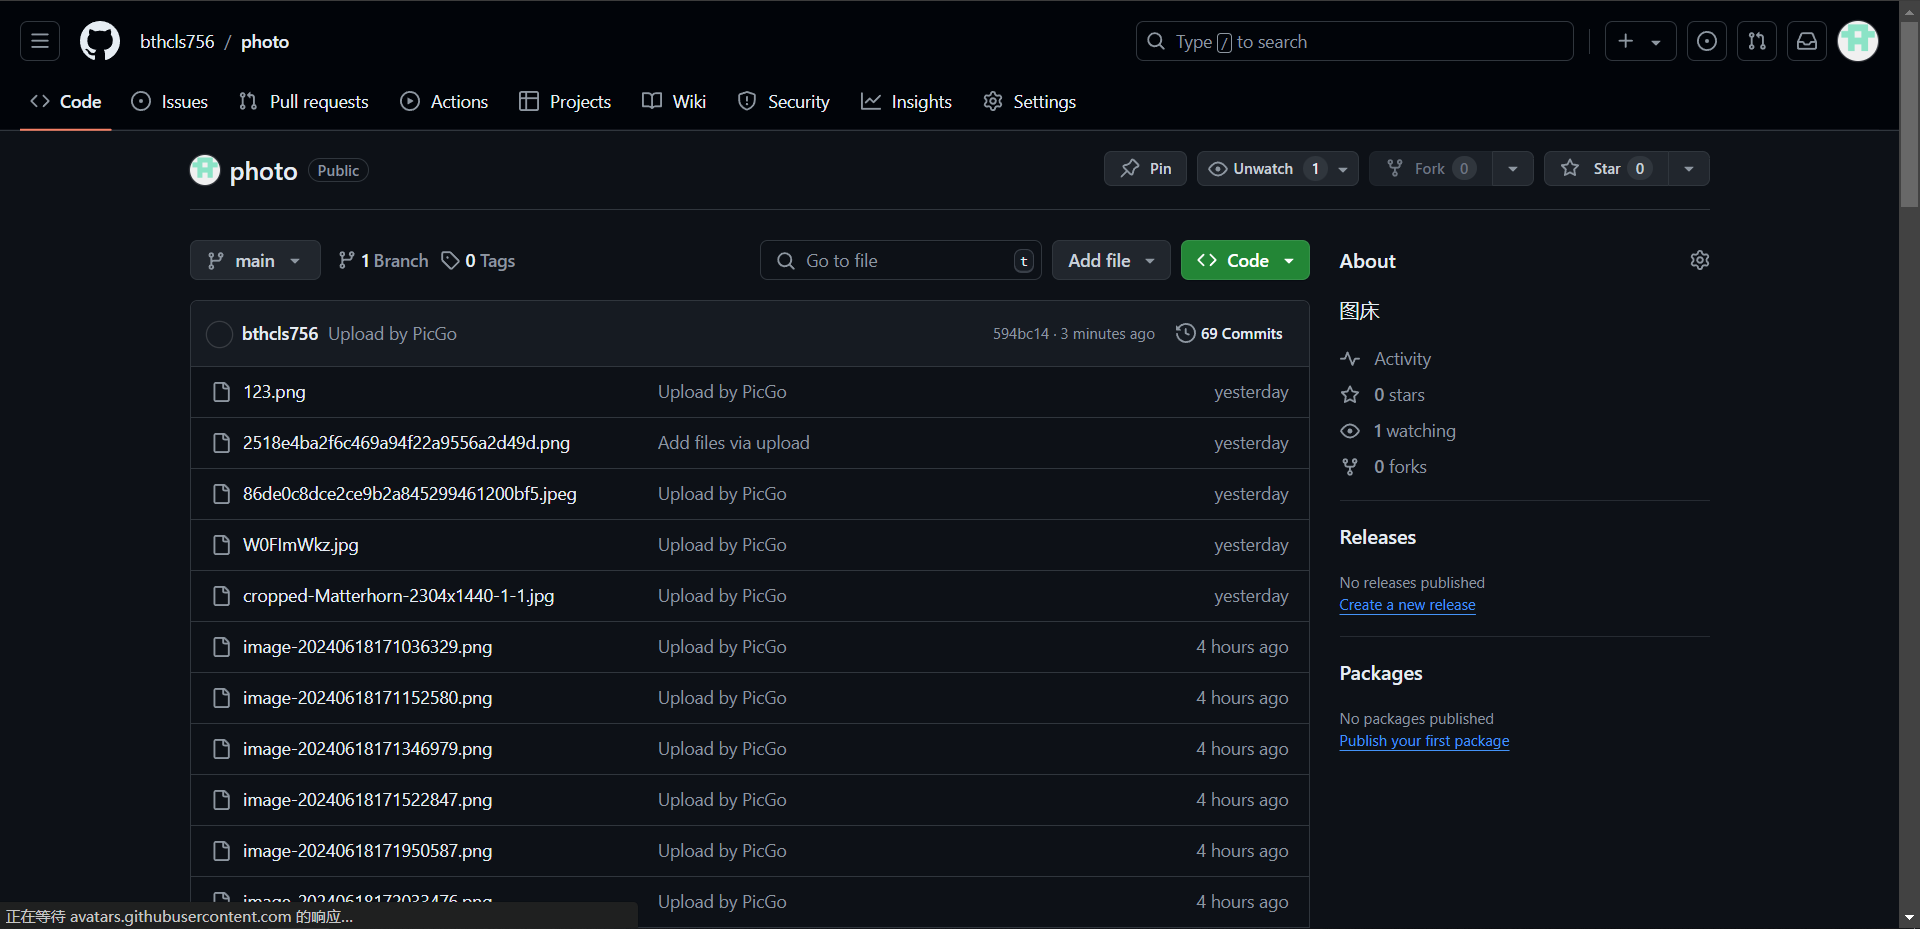 bthcls756 / photo
Type / to search
Code Issues Pull requests Actions Projects Wiki Security Insights Settings
photo Public
Pin Unwatch 1 Fork 0 Star 0
main 1 Branch 0 Tags Go to file t Add file Code
bthcls756 Upload by PicGo 594bc14 · 3 minutes ago 69 Commits
123.png Upload by PicGo yesterday
2518e4ba2f6c469a94f22a9556a2d49d.png Add files via upload yesterday
86de0c8dce2ce9b2a845299461200bf5.jpeg Upload by PicGo yesterday
W0FlmWkz.jpg Upload by PicGo yesterday
cropped-Matterhorn-2304x1440-1-1.jpg Upload by PicGo yesterday
image-20240618171036329.png Upload by PicGo 4 hours ago
image-20240618171152580.png Upload by PicGo 4 hours ago
image-20240618171346979.png Upload by PicGo 4 hours ago
image-20240618171522847.png Upload by PicGo 4 hours ago
image-20240618171950587.png Upload by PicGo 4 hours ago
image-20240618172033476.png Upload by PicGo 4 hours ago
正在等待 avatars.githubusercontent.com 的响应...
About
图床
Activity
0 stars
1 watching
0 forks
Releases
No releases published
Create a new release
Packages
No packages published
Publish your first package